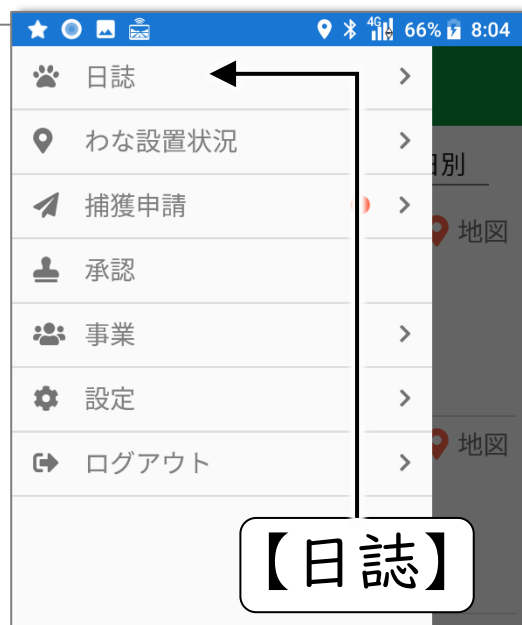 4G 66% 8:04
日誌
わな設置状況
別
捕獲申請
地図
承認
事業
設定
地図
ログアウト
【日誌】